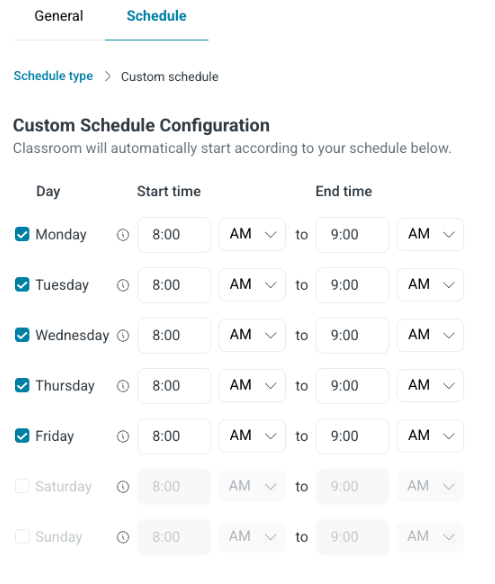 General Schedule
Schedule type > Custom schedule
Custom Schedule Configuration
Classroom will automatically start according to your schedule below.
Day Start time End time
Monday 8:00 AM to 9:00 AM
Tuesday 8:00 AM to 9:00 AM
Wednesday 8:00 AM to 9:00 AM
Thursday 8:00 AM to 9:00 AM
Friday 8:00 AM to 9:00 AM
Saturday 8:00 AM to 9:00 AM
Sunday 8:00 AM to 9:00 AM